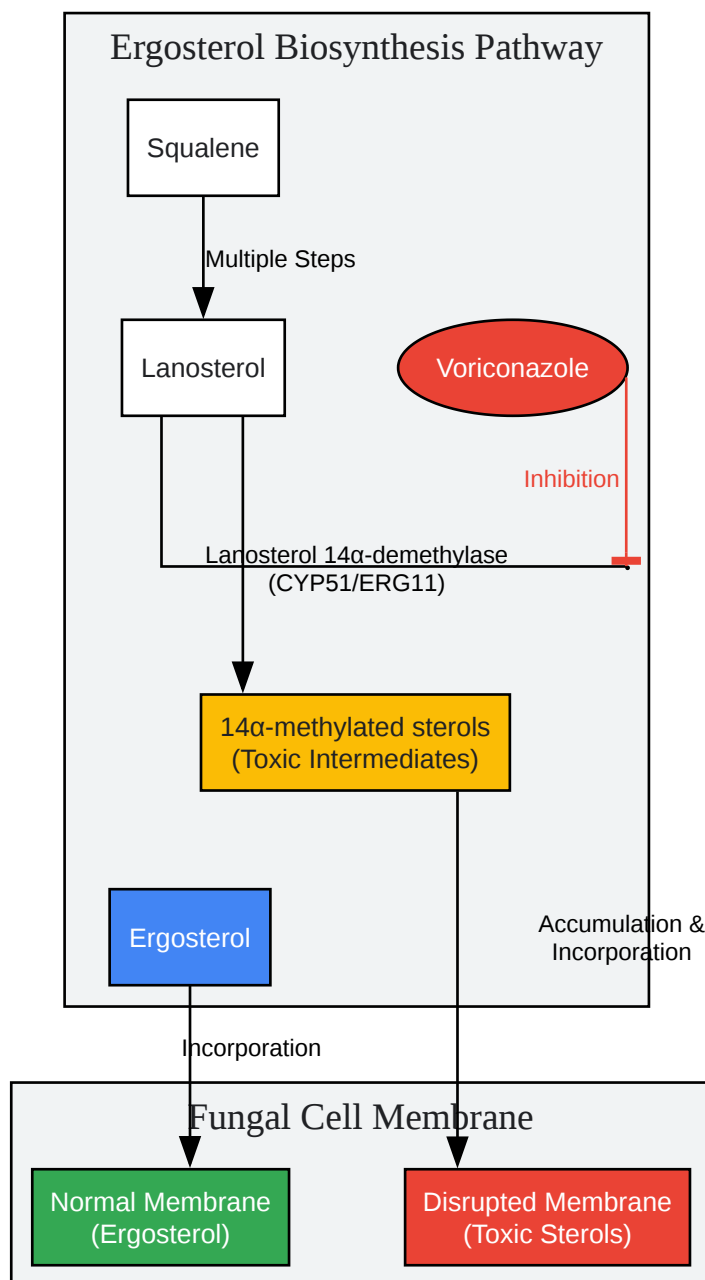 Ergosterol Biosynthesis Pathway
Squalene
Multiple Steps
Lanosterol
Voriconazole
Inhibition
Lanosterol 14α-demethylase
(CYP51/ERG11)
14α-methylated sterols
(Toxic Intermediates)
Ergosterol
Accumulation &
Incorporation
Incorporation
Fungal Cell Membrane
Normal Membrane
(Ergosterol)
Disrupted Membrane
(Toxic Sterols)